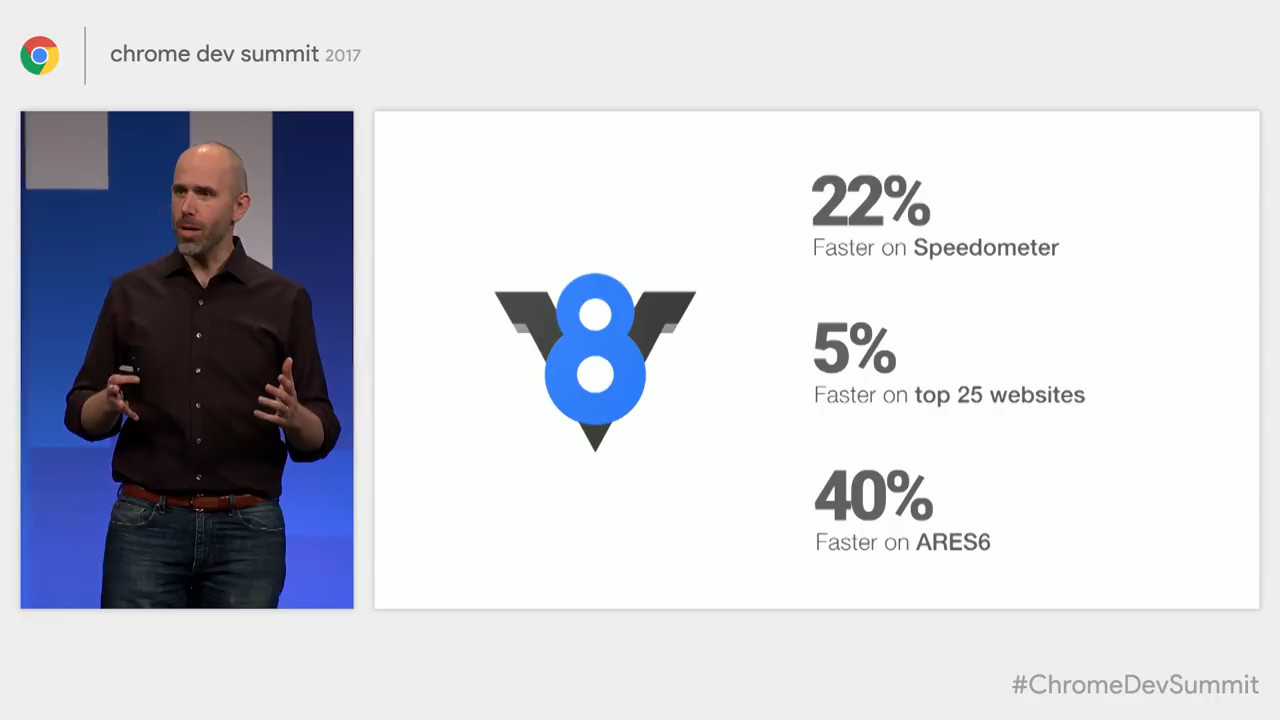 chrome dev summit 2017
22%
Faster on Speedometer
V8
5%
Faster on top 25 websites
40%
Faster on ARES6
#ChromeDevSummit